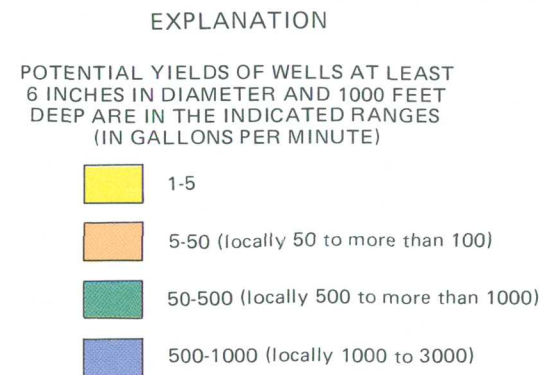 EXPLANATION
POTENTIAL YIELDS OF WELLS AT LEAST
6 INCHES IN DIAMETER AND 1000 FEET
DEEP ARE IN THE INDICATED RANGES
(IN GALLONS PER MINUTE)
1-5
5-50 (locally 50 to more than 100)
50-500 (locally 500 to more than 1000)
500-1000 (locally 1000 to 3000)